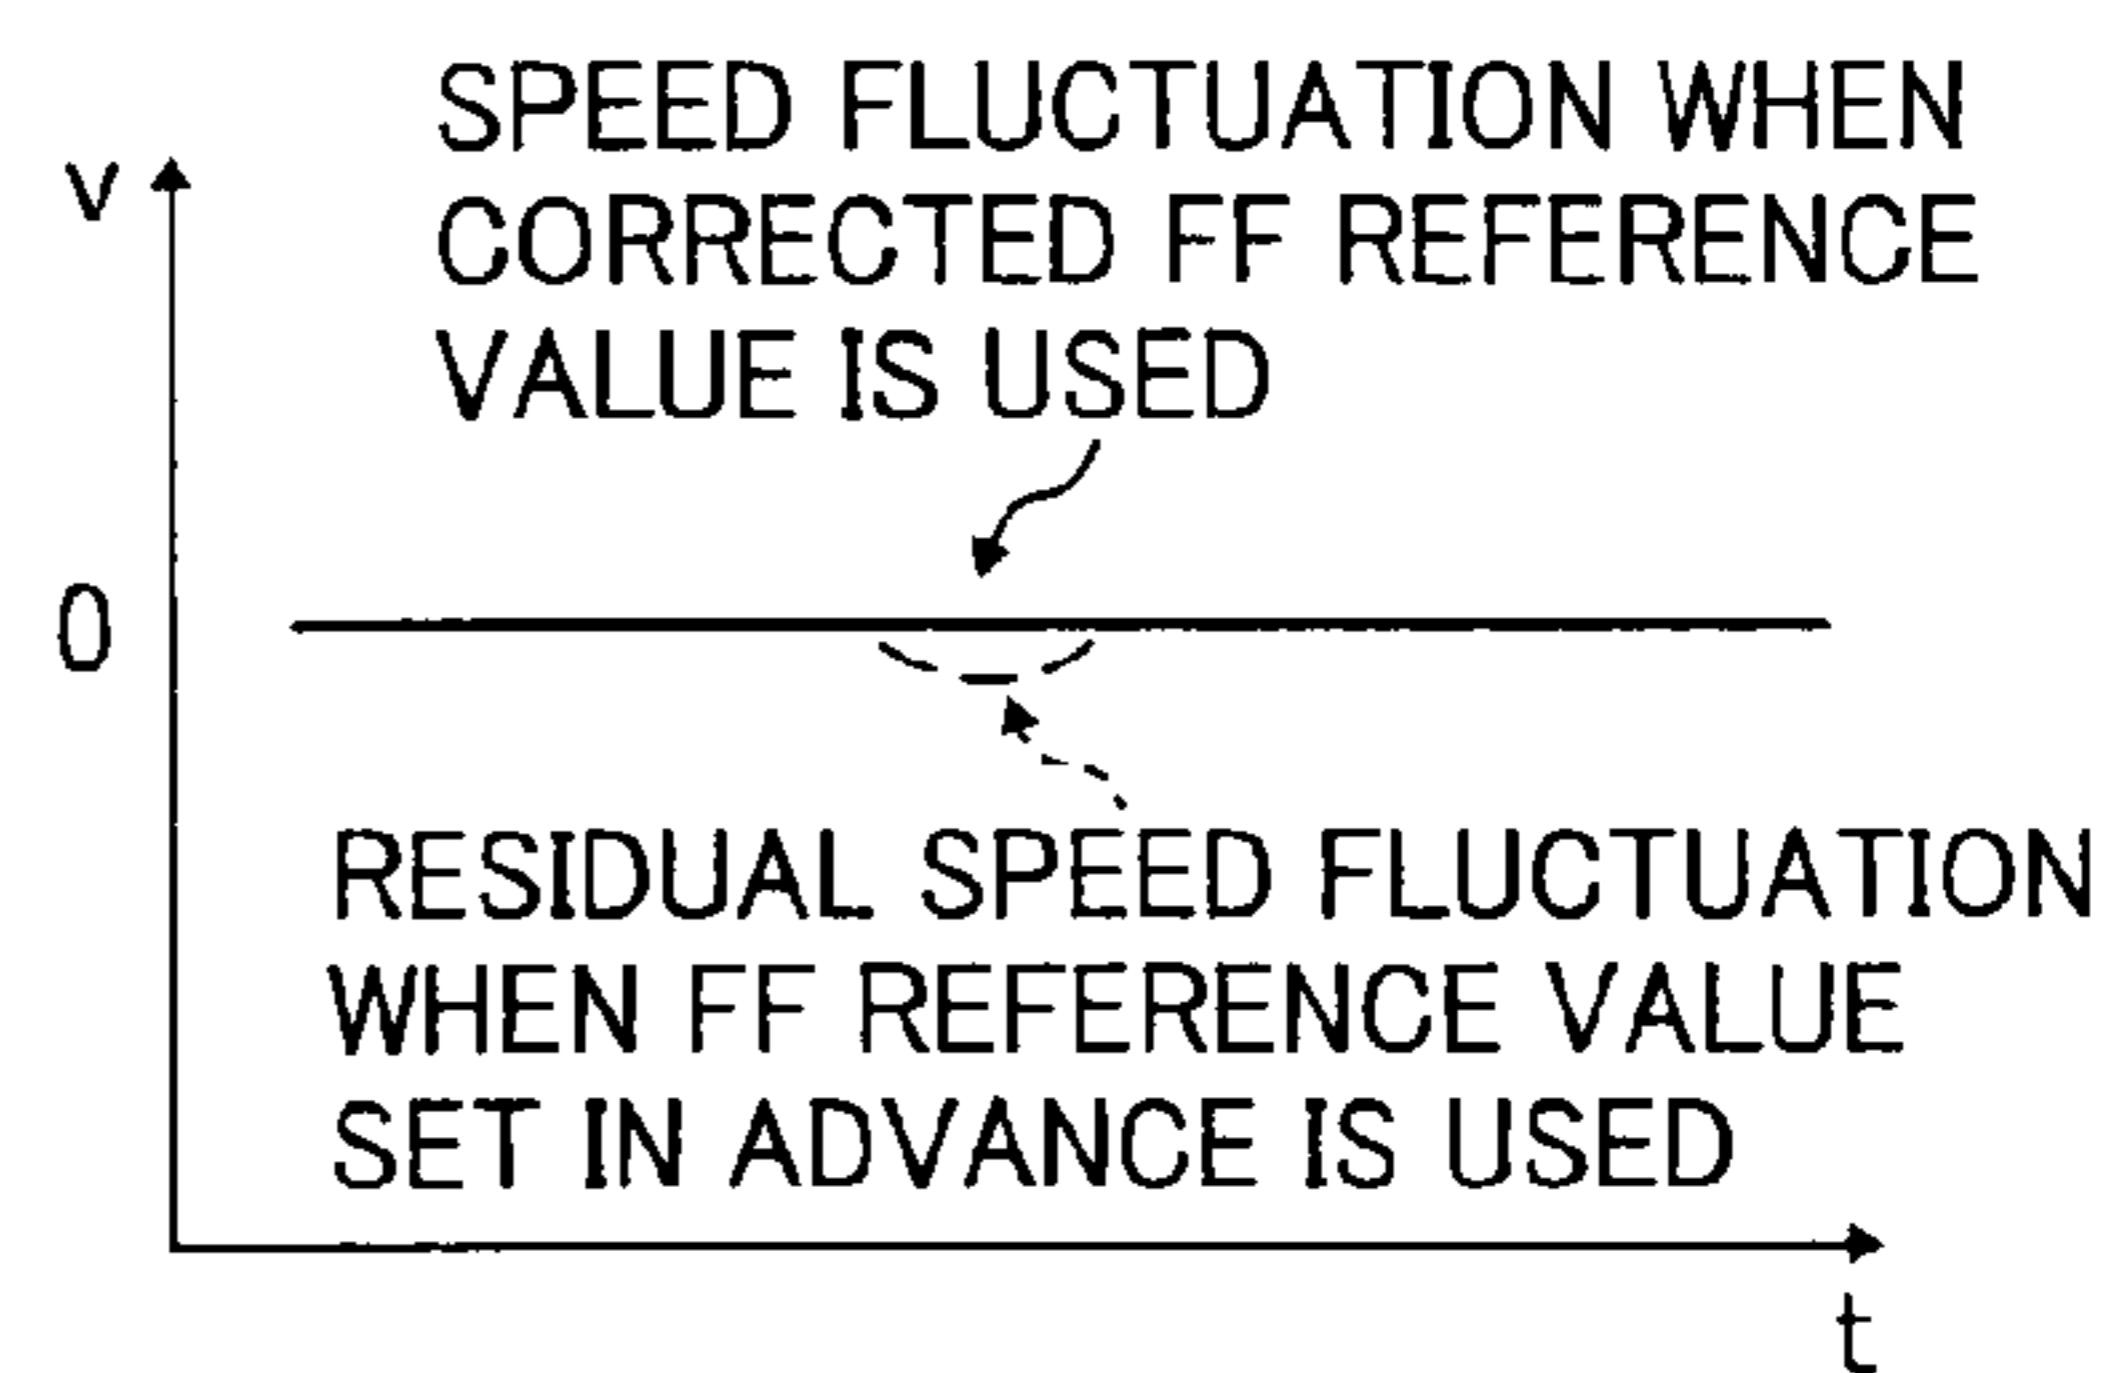 SPEED FLUCTUATION WHEN
CORRECTED FF REFERENCE
VALUE IS USED
v
0
RESIDUAL SPEED FLUCTUATION
WHEN FF REFERENCE VALUE
SET IN ADVANCE IS USED
t